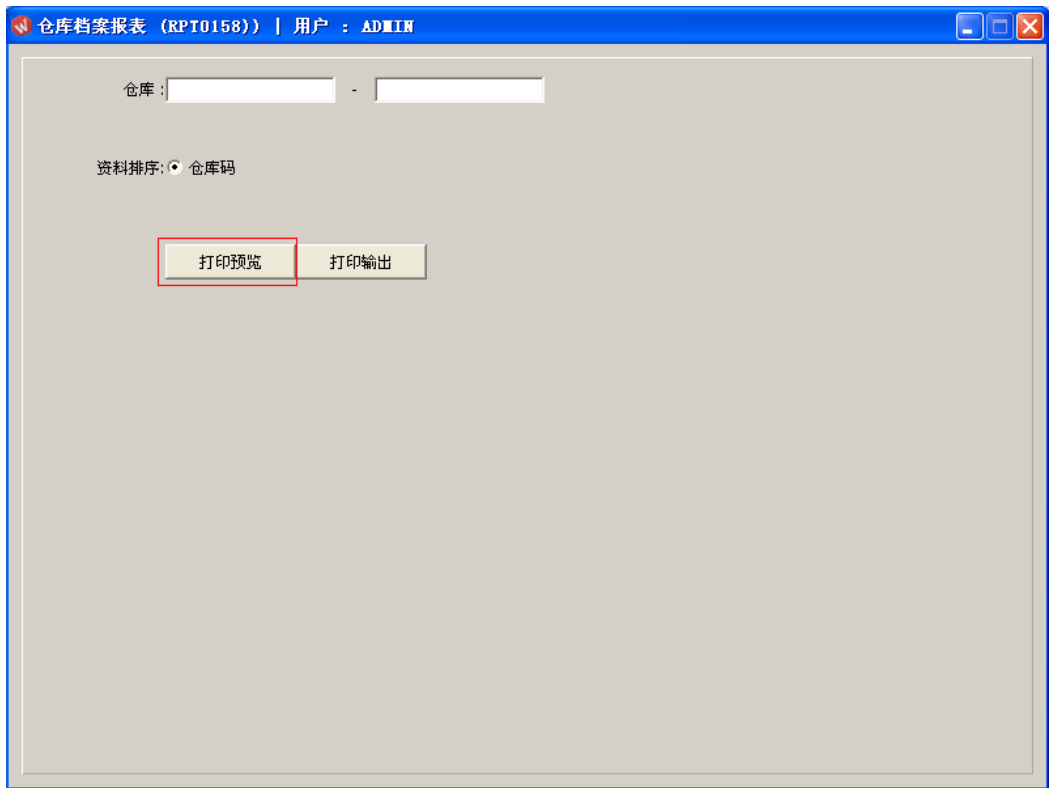 仓库档案报表 (RPT0158)) | 用户 : ADMIN
仓库 : -
资料排序: 仓库码
打印预览 打印输出